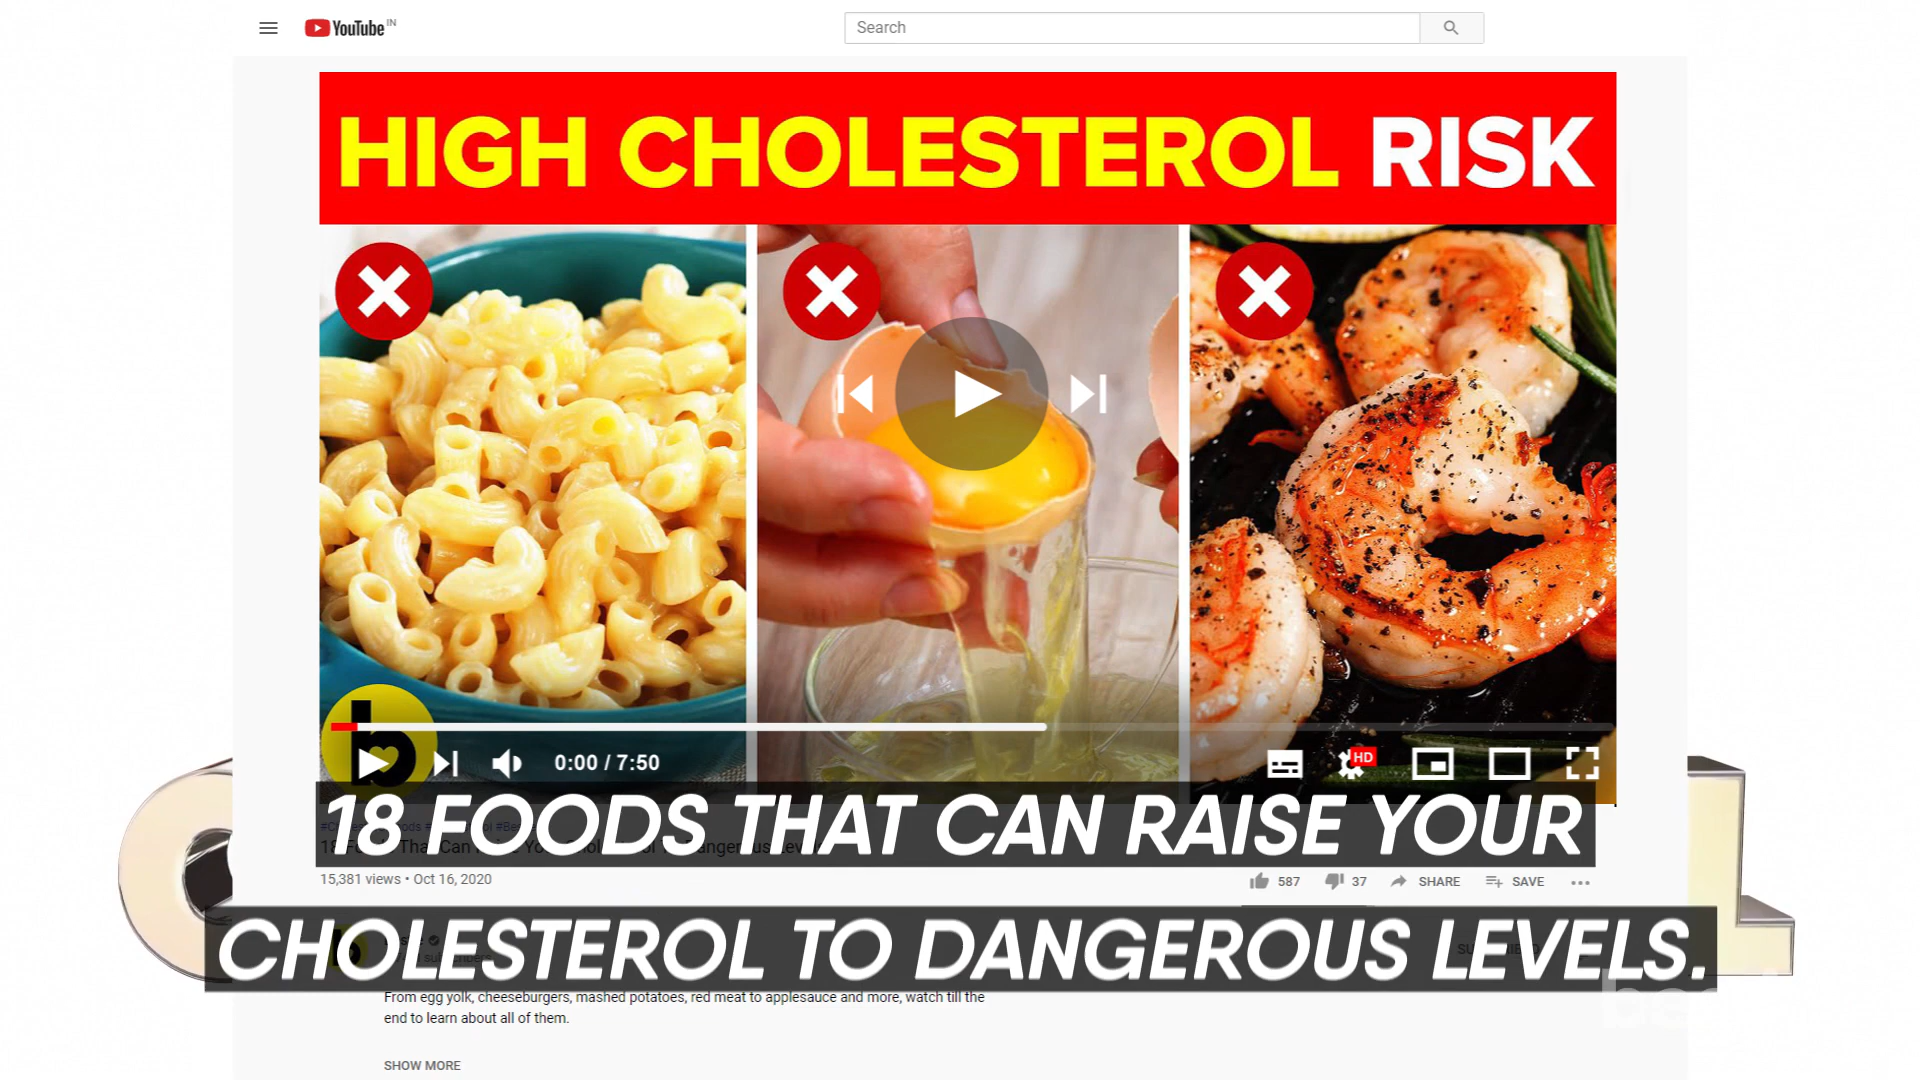 YouTube IN
Search
HIGH CHOLESTEROL RISK
0:00 / 7:50
HD
18 FOODS THAT CAN RAISE YOUR
15,381 views • Oct 16, 2020
587
37
SHARE
SAVE
CHOLESTEROL TO DANGEROUS LEVELS.
From egg yolk, cheeseburgers, mashed potatoes, red meat to applesauce and more, watch till the
end to learn about all of them.
SHOW MORE